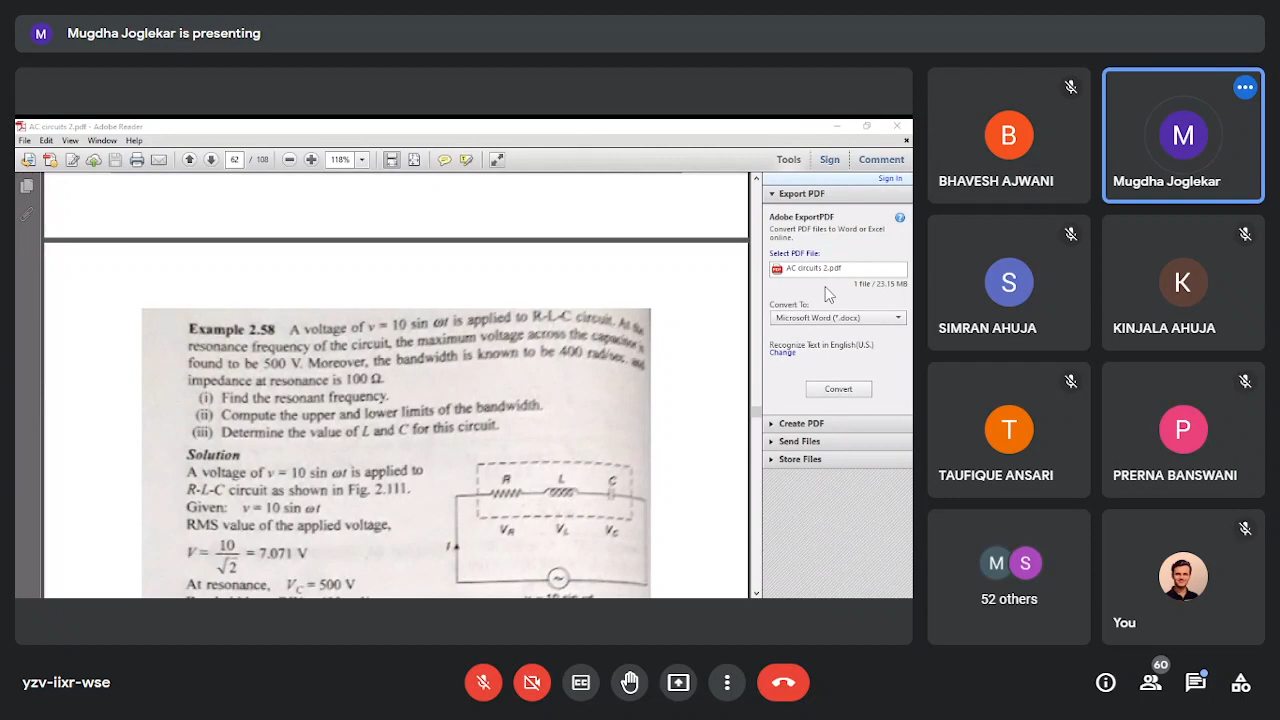 M Mugdha Joglekar is presenting
AC circuits 2.pdf - Adobe Reader
File Edit View Window Help
62 / 108 118% Tools Sign Comment
Sign In
Export PDF
Adobe ExportPDF
Convert PDF files to Word or Excel
online.
Select PDF File:
AC circuits 2.pdf
1 file / 23.15 MB
Convert To:
Microsoft Word (*.docx)
Recognize Text in English(U.S.)
Change
Convert
Create PDF
Send Files
Store Files
Example 2.58 A voltage of v = 10 sin ωt is applied to R-L-C circuit. At the
resonance frequency of the circuit, the maximum voltage across the capacitor is
found to be 500 V. Moreover, the bandwidth is known to be 400 rad/sec, and
impedance at resonance is 100 Ω.
(i) Find the resonant frequency.
(ii) Compute the upper and lower limits of the bandwidth.
(iii) Determine the value of L and C for this circuit.
Solution
A voltage of v = 10 sin ωt is applied to
R-L-C circuit as shown in Fig. 2.111.
Given: v = 10 sin ωt
RMS value of the applied voltage,
V = 10/√2 = 7.071 V
At resonance, VC = 500 V
R L C
VR VL VC
I
v = 10 sin ωt
B
BHAVESH AJWANI
M
Mugdha Joglekar
S
SIMRAN AHUJA
K
KINJALA AHUJA
T
TAUFIQUE ANSARI
P
PRERNA BANSWANI
M S
52 others
You
yzv-iixr-wse
CC
60